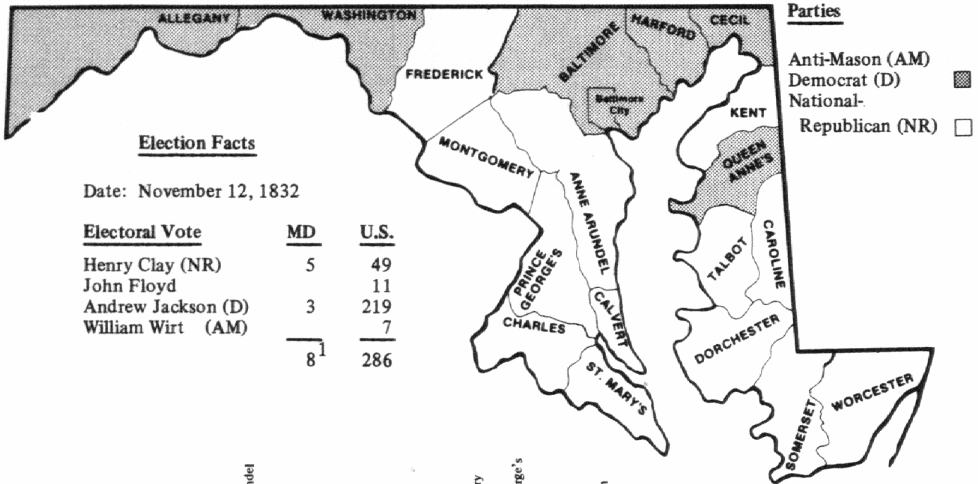 ALLEGANY
WASHINGTON
FREDERICK
BALTIMORE
HARFORD
CECIL
Baltimore
City
KENT
QUEEN
ANNE'S
MONTGOMERY
ANNE ARUNDEL
PRINCE
GEORGE'S
CALVERT
CHARLES
ST. MARY'S
TALBOT
CAROLINE
DORCHESTER
SOMERSET
WORCESTER
Parties
Anti-Mason (AM)
Democrat (D)
National-
Republican (NR)
Election Facts
Date: November 12, 1832
Electoral Vote MD U.S.
Henry Clay (NR) 5 49
John Floyd 11
Andrew Jackson (D) 3 219
William Wirt (AM) 7
8¹ 286